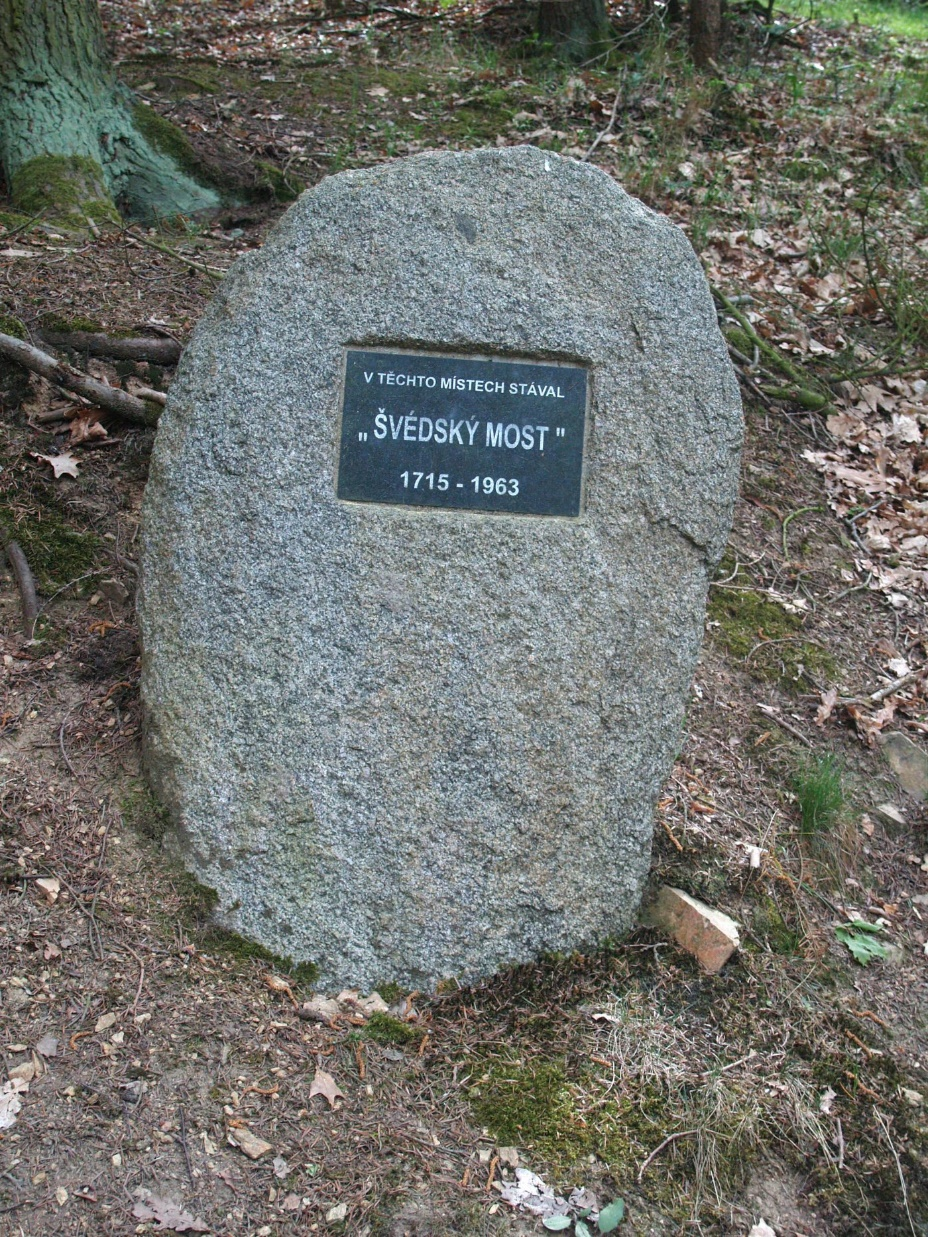 V TĚCHTO MÍSTECH STÁVAL
„ŠVÉDSKÝ MOST"
1715 - 1963